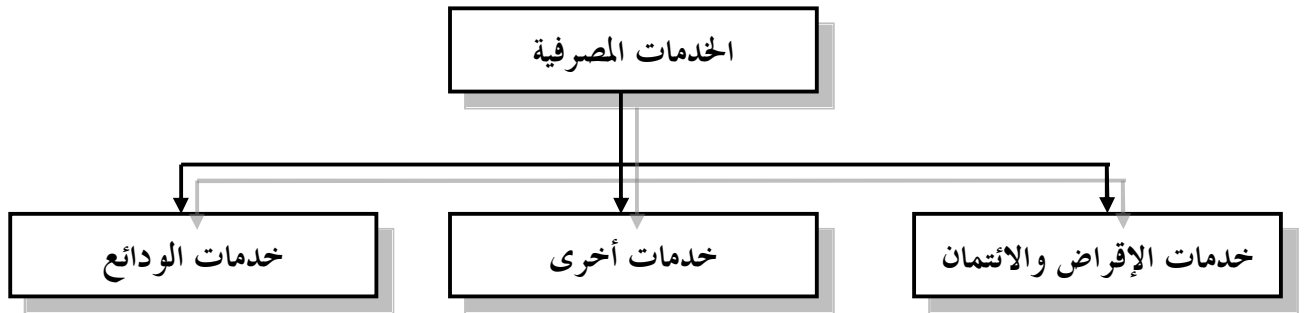 الخدمات المصرفية
خدمات الإقراض والائتمان
خدمات أخرى
خدمات الودائع